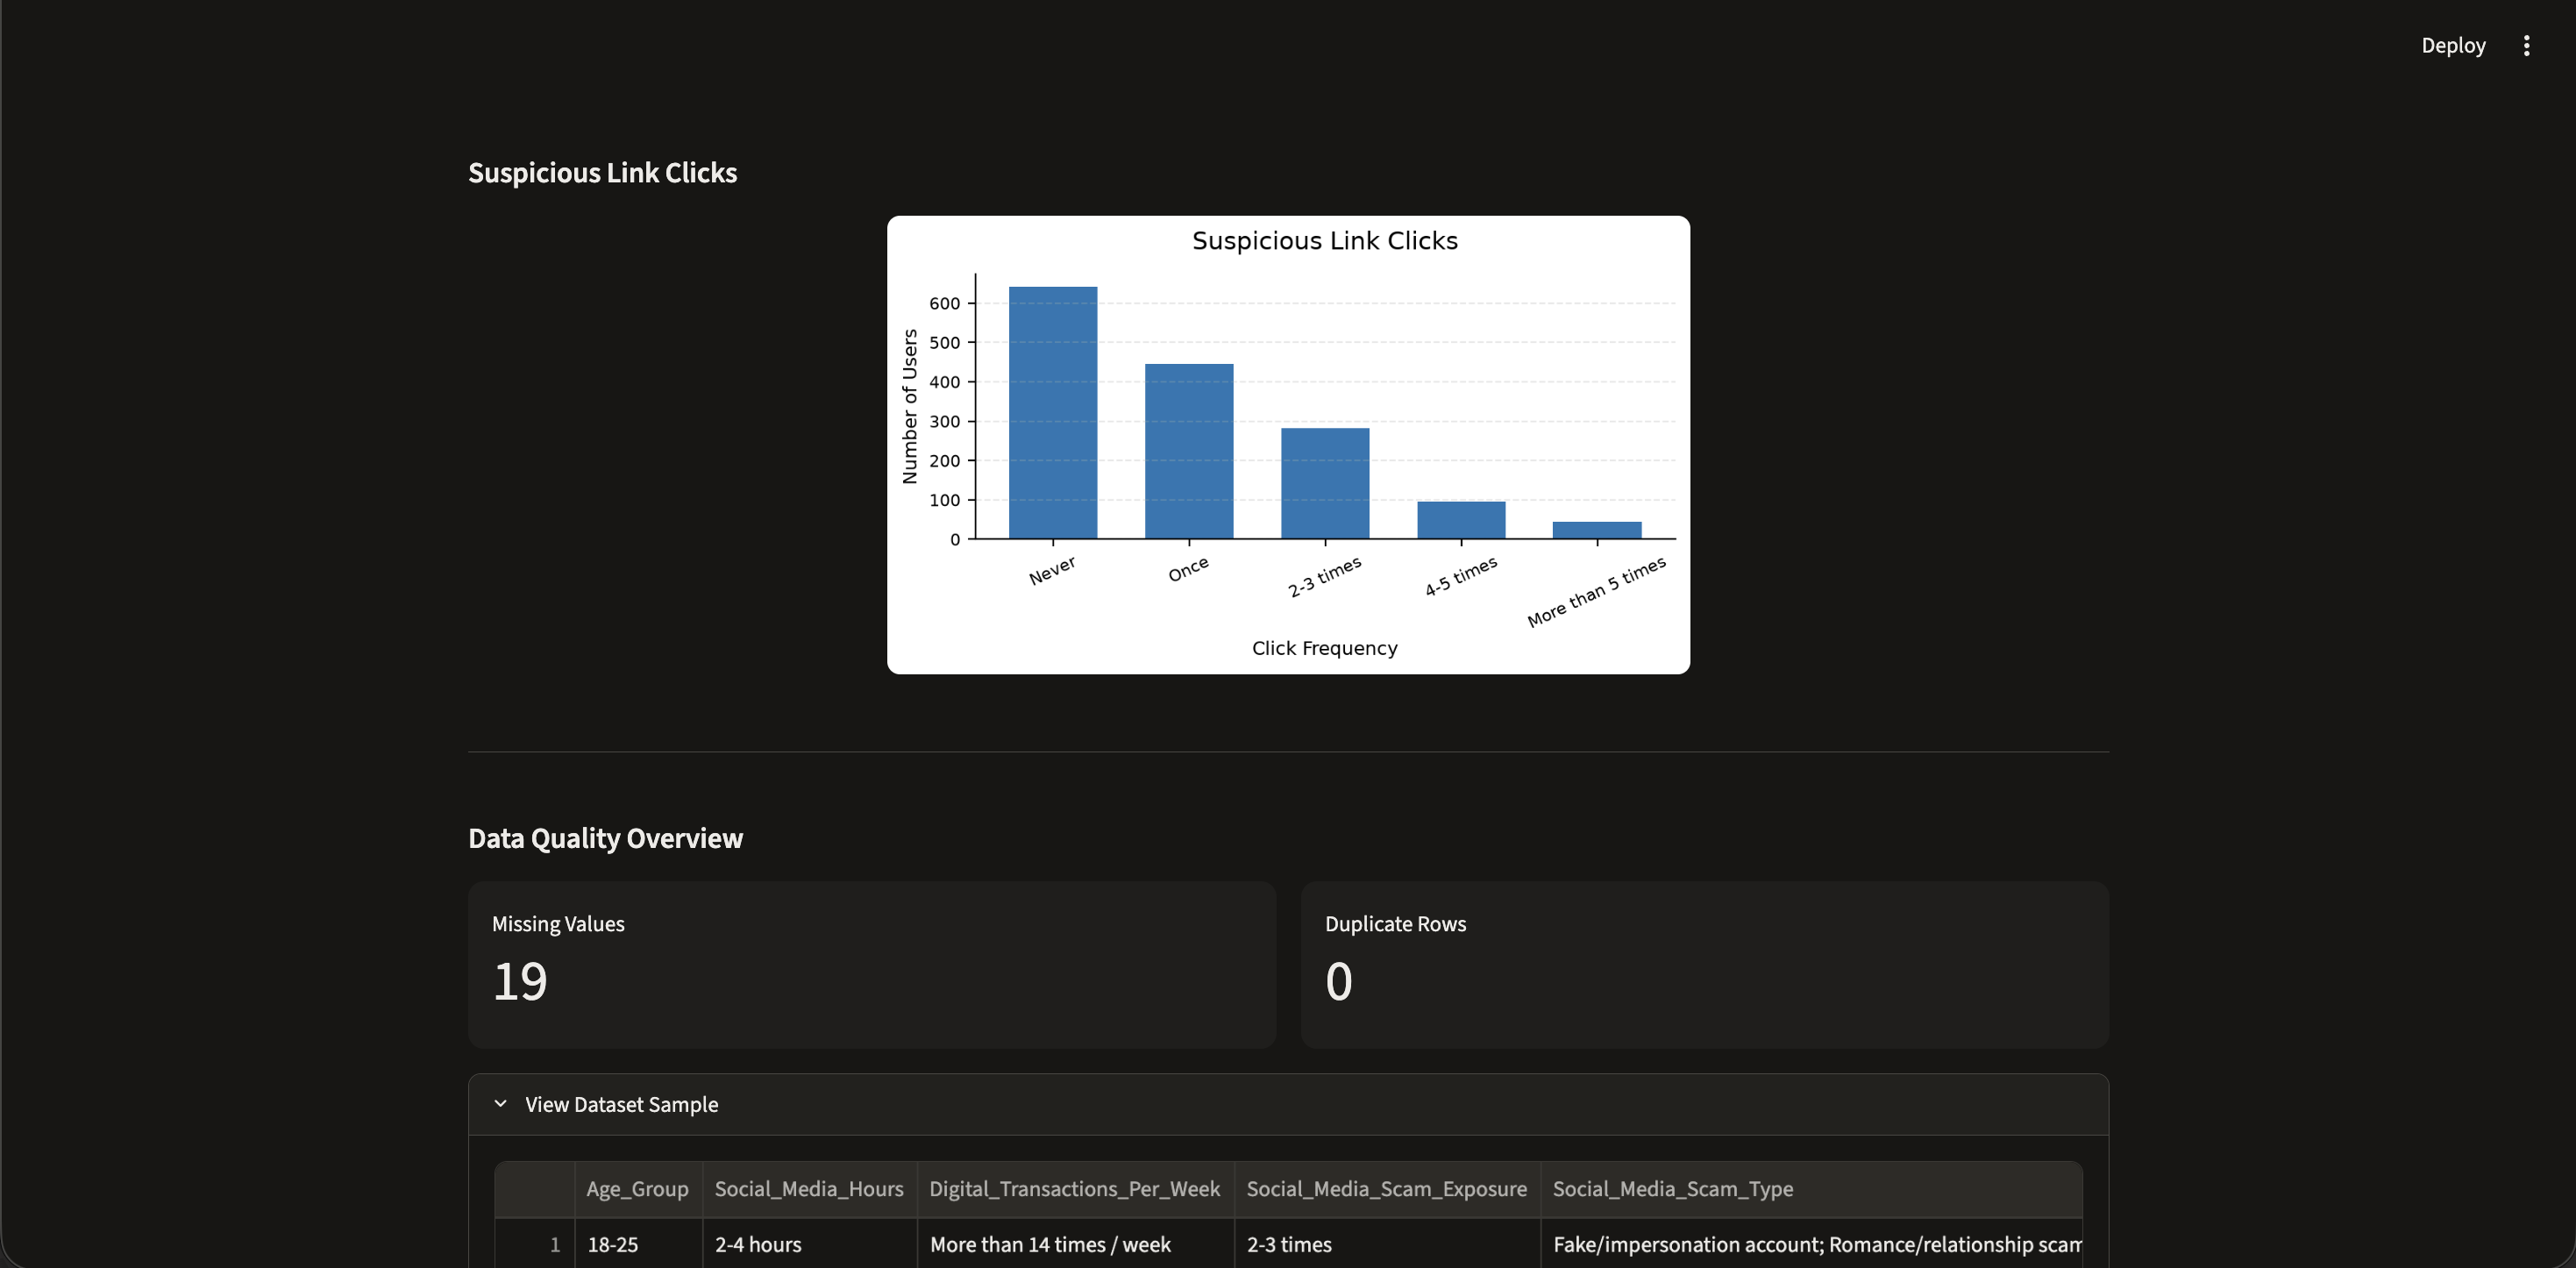 Deploy
Suspicious Link Clicks
Suspicious Link Clicks
Number of Users
600
500
400
300
200
100
0
Never
Once
2-3 times
4-5 times
More than 5 times
Click Frequency
Data Quality Overview
Missing Values
Duplicate Rows
19
0
View Dataset Sample
Age_Group Social_Media_Hours Digital_Transactions_Per_Week Social_Media_Scam_Exposure Social_Media_Scam_Type
1 18-25 2-4 hours More than 14 times / week 2-3 times Fake/impersonation account; Romance/relationship scam